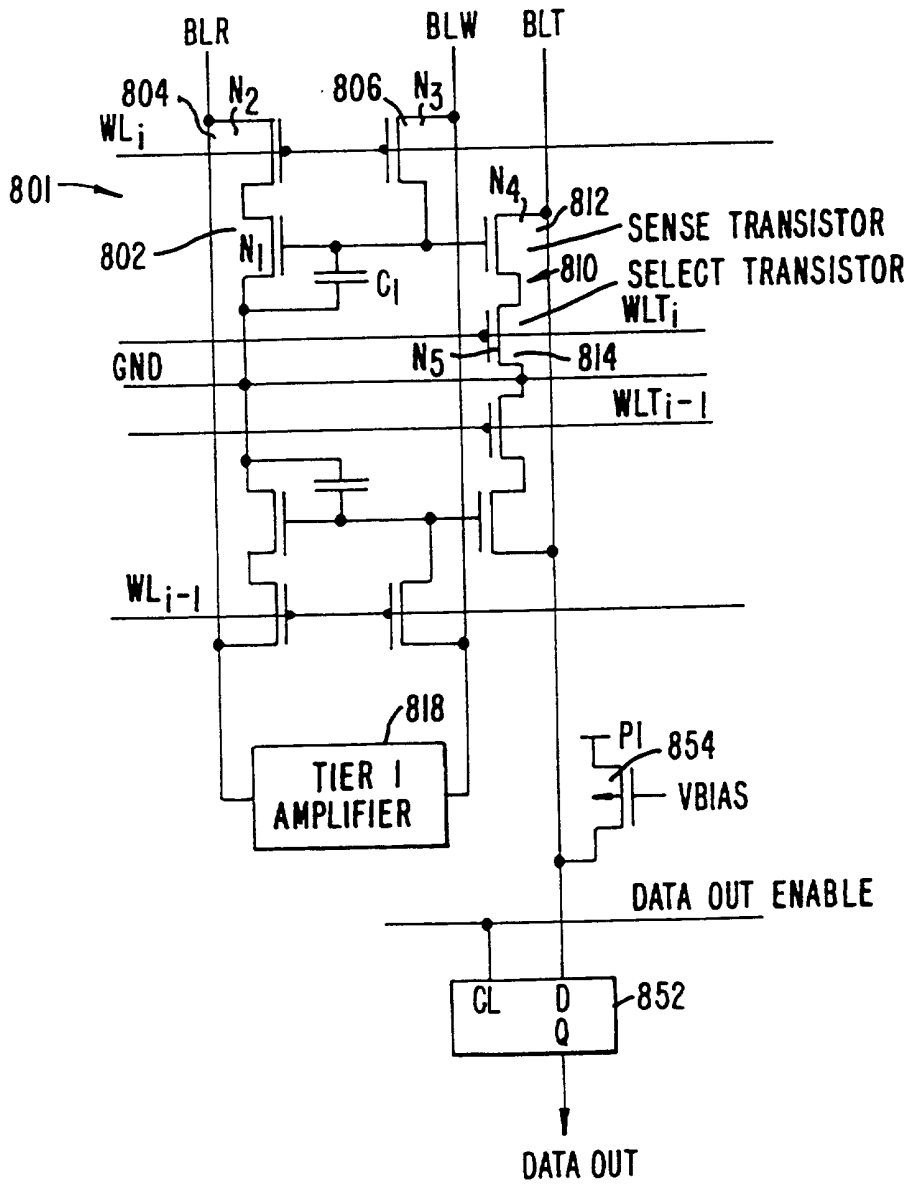 BLR
BLW
BLT
804
N2
806
N3
WLi
801
N4
812
SENSE TRANSISTOR
802
N1
C1
810
SELECT TRANSISTOR
WLTi
N5
814
GND
WLTi-1
WLi-1
818
TIER 1
AMPLIFIER
P1
854
VBIAS
DATA OUT ENABLE
CL
D
852
Q
DATA OUT